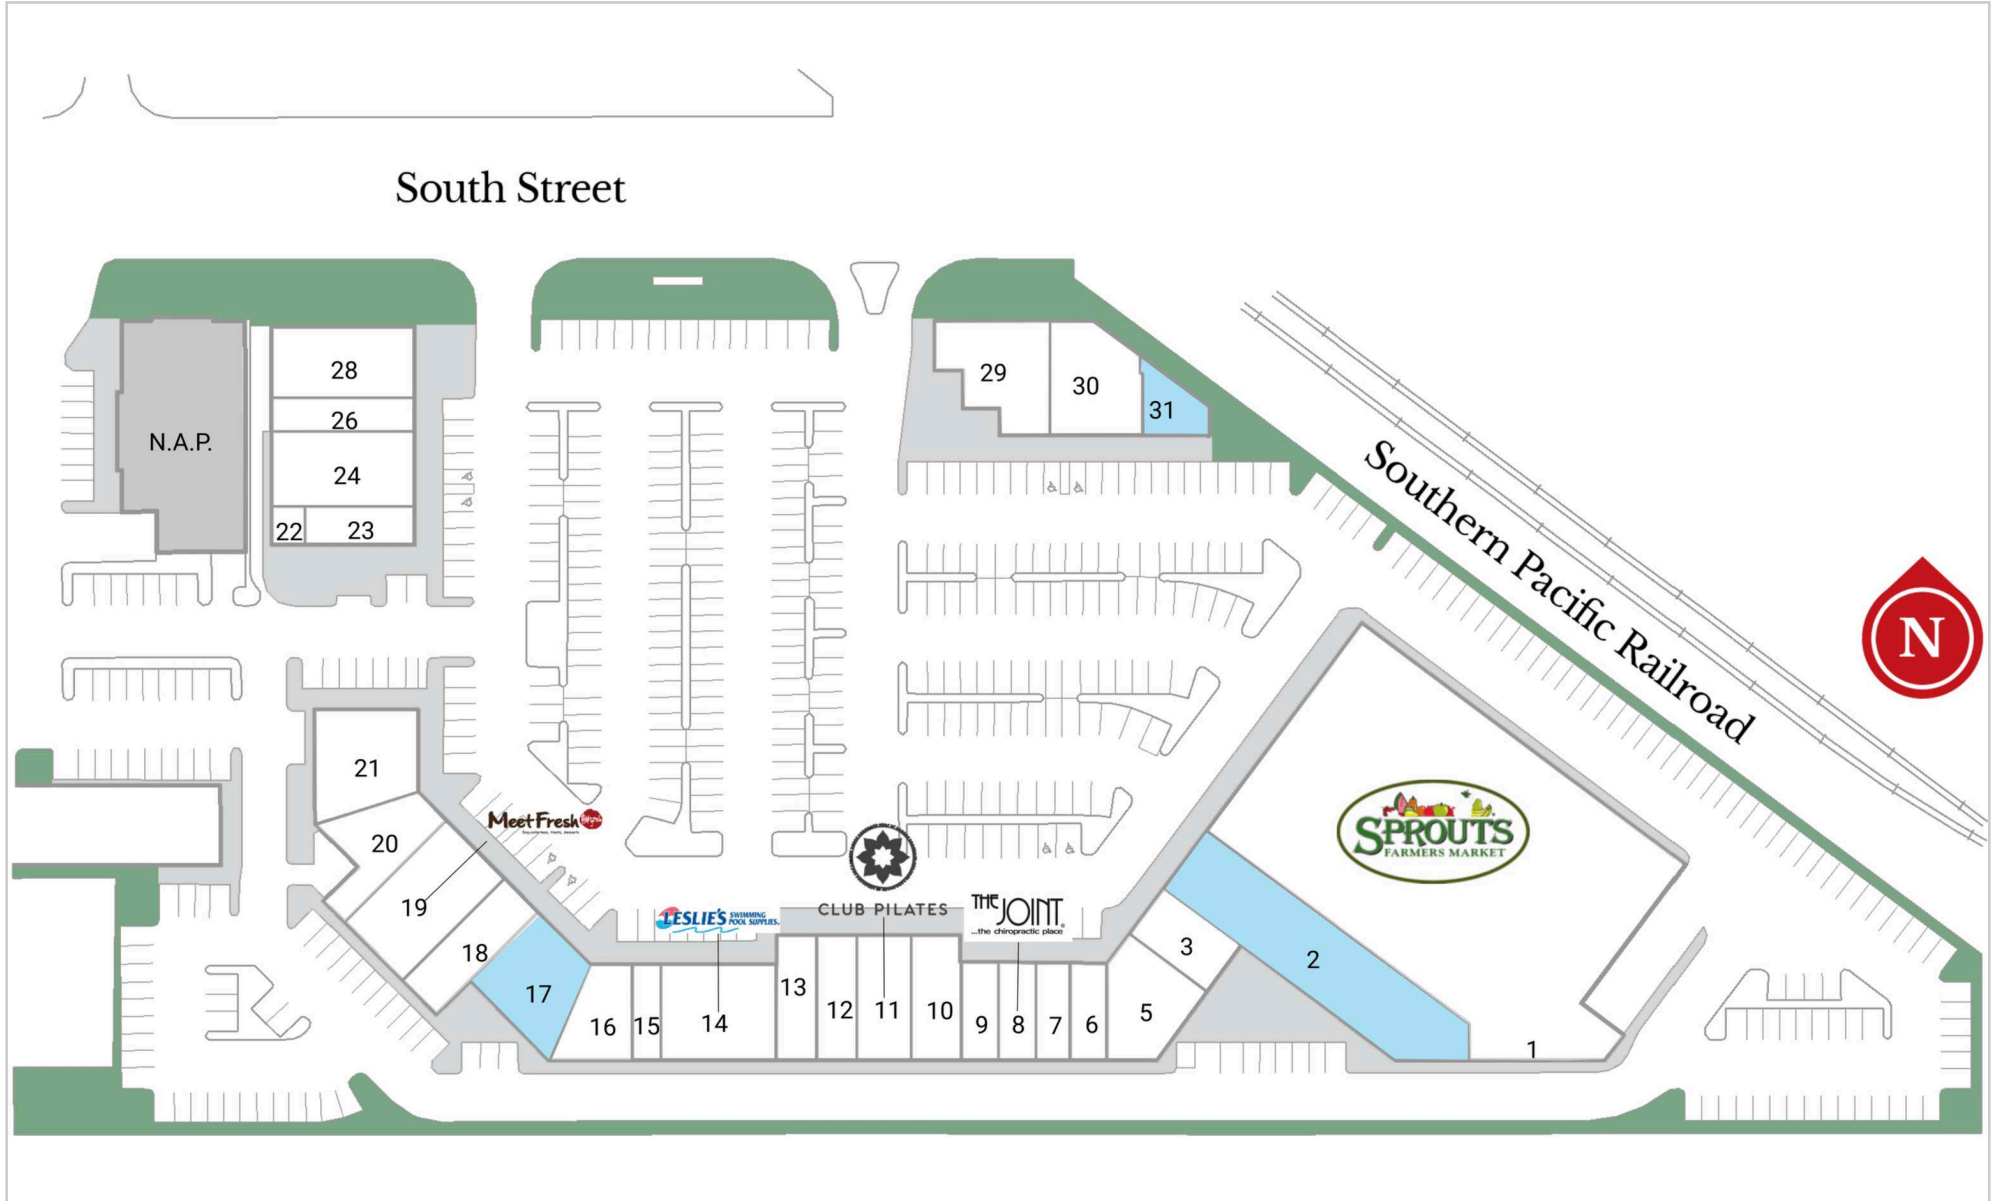 South Street
28
26
24
22
23
N.A.P.
29
30
31
Southern Pacific Railroad
N
21
20
19
18
17
Meet Fresh
LESLIE'S SWIMMING
POOL SUPPLIES.
CLUB PILATES
THE JOINT
...the chiropractic place
SPROUTS
FARMERS MARKET
16
15
14
13
12
11
10
9
8
7
6
5
3
2
1